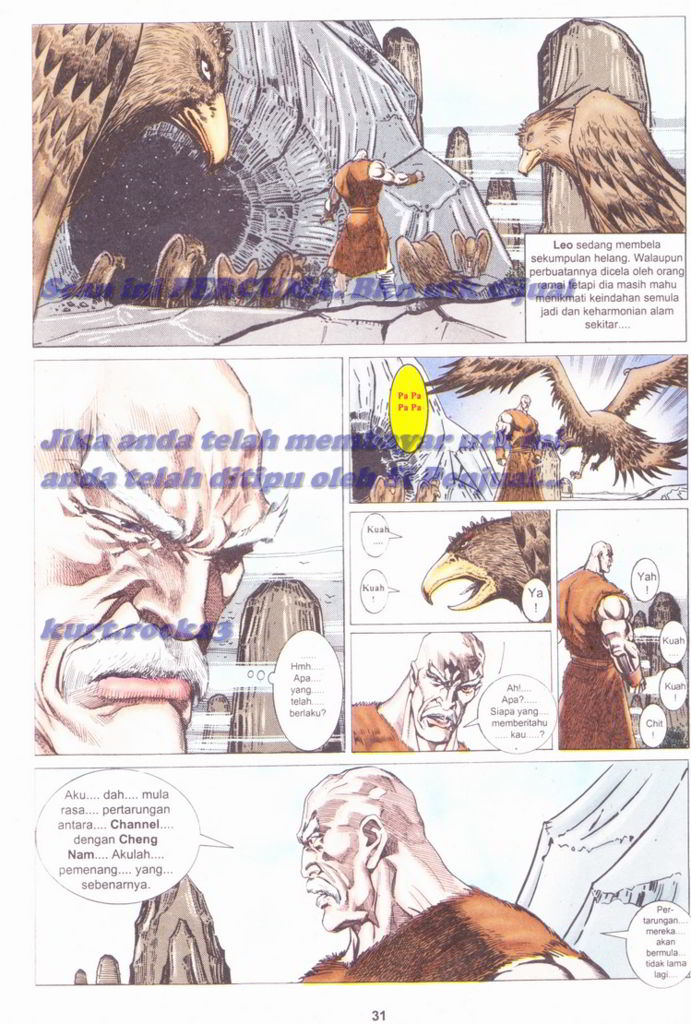 Leo sedang membela
sekumpulan helang. Walaupun
perbuatannya dicela oleh orang
ramai tetapi dia masih mahu
menikmati keindahan semula
jadi dan keharmonian alam
sekitar....
Scan ini PERCUMA. Bkn utk dijual
Jika anda telah membayar utk ini,
anda telah ditipu oleh si Penjual...
kurt.rocks3
Hmh....
Apa....
yang....
telah....
berlaku?
Pa Pa
Pa Pa
Kuah
....
Kuah
!
Ya
!
Ah!....
Apa?....
Siapa yang....
memberitahu
kau....?
Yah
!
Kuah
....
Kuah
!
Chit
!
Aku.... dah.... mula
rasa.... pertarungan
antara.... Channel....
dengan Cheng
Nam.... Akulah....
pemenang.... yang...
sebenarnya.
Per-
tarungan....
mereka....
akan
bermula...
tidak lama
lagi....
31